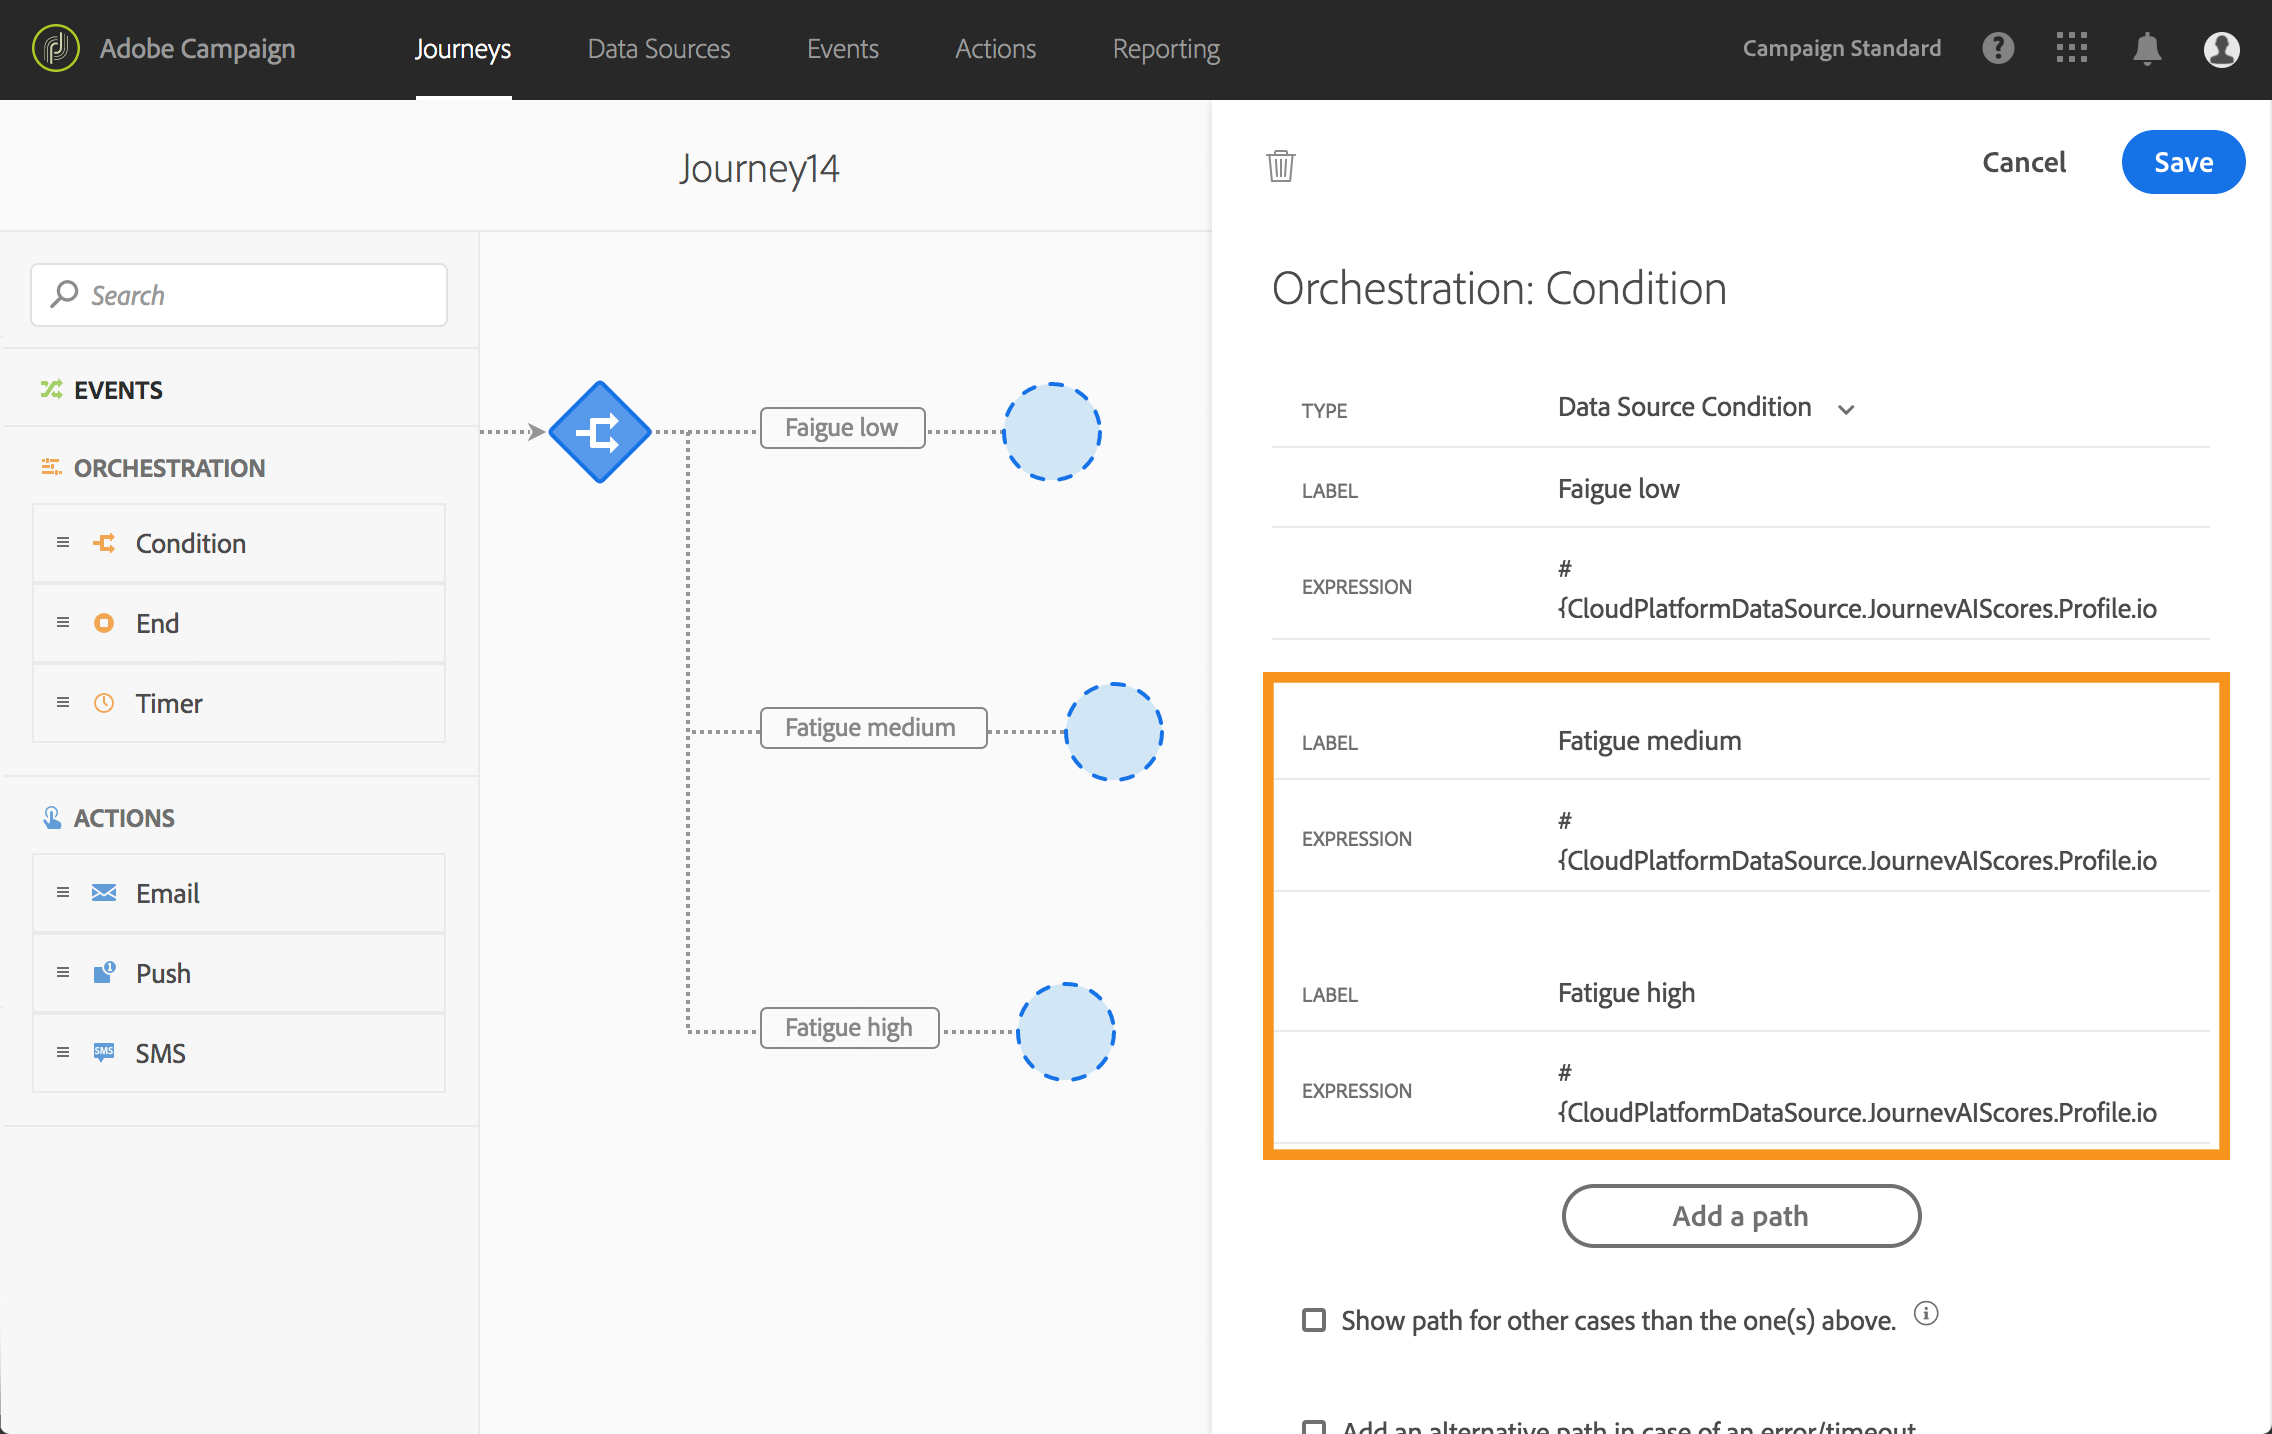 Adobe Campaign
Journeys
Data Sources
Events
Actions
Reporting
Campaign Standard
Journey14
Cancel
Save
Search
EVENTS
ORCHESTRATION
Condition
End
Timer
ACTIONS
Email
Push
SMS
SMS
Faigue low
Fatigue medium
Fatigue high
Orchestration: Condition
TYPE
Data Source Condition
LABEL
Faigue low
EXPRESSION
#
{CloudPlatformDataSource.JournevAIScores.Profile.io
LABEL
Fatigue medium
EXPRESSION
#
{CloudPlatformDataSource.JournevAIScores.Profile.io
LABEL
Fatigue high
EXPRESSION
#
{CloudPlatformDataSource.JournevAIScores.Profile.io
Add a path
Show path for other cases than the one(s) above.
Add an alternative path in case of an error/timeout